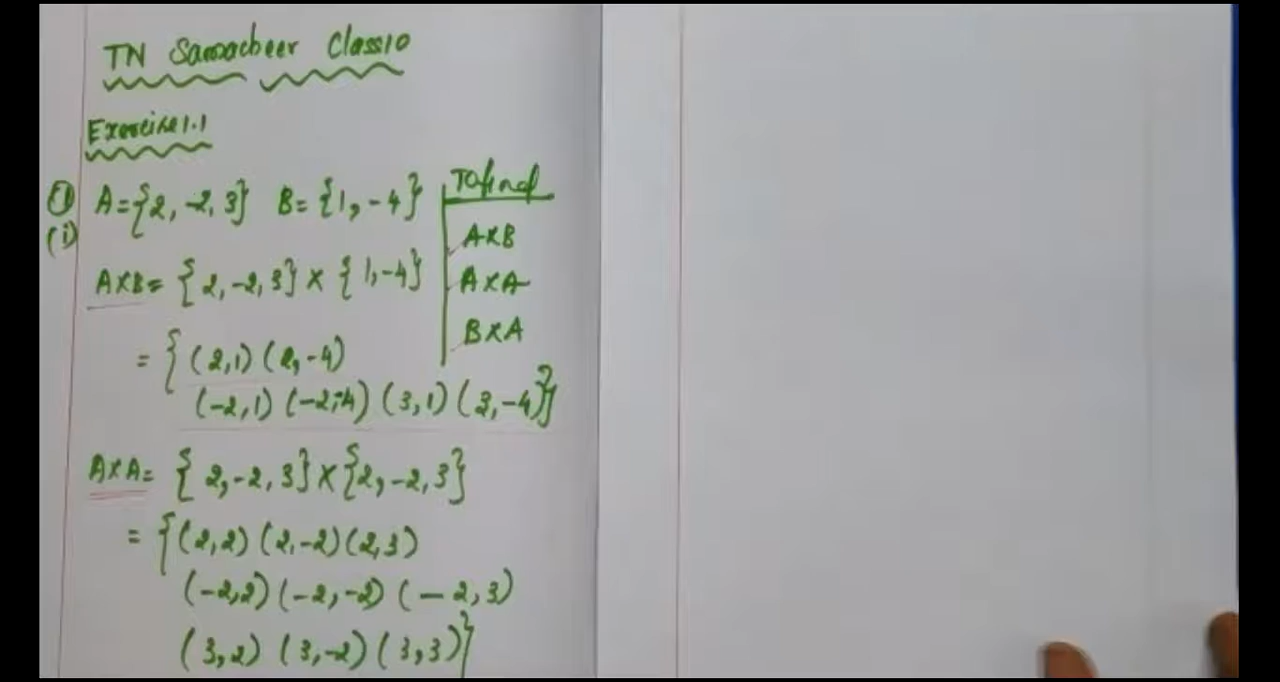 TN Samacheer Class10
Exercise 1.1
① A={2, -2, 3} B= {1, -4}
(i)
To find
A×B
A×A
B×A
A×B= {2, -2, 3} × {1, -4}
= {(2,1) (2,-4)
(-2,1) (-2,-4) (3,1) (3,-4)}
A×A= {2, -2, 3} × {2, -2, 3}
= {(2,2) (2,-2) (2,3)
(-2,2) (-2,-2) (-2,3)
(3,2) (3,-2) (3,3)}